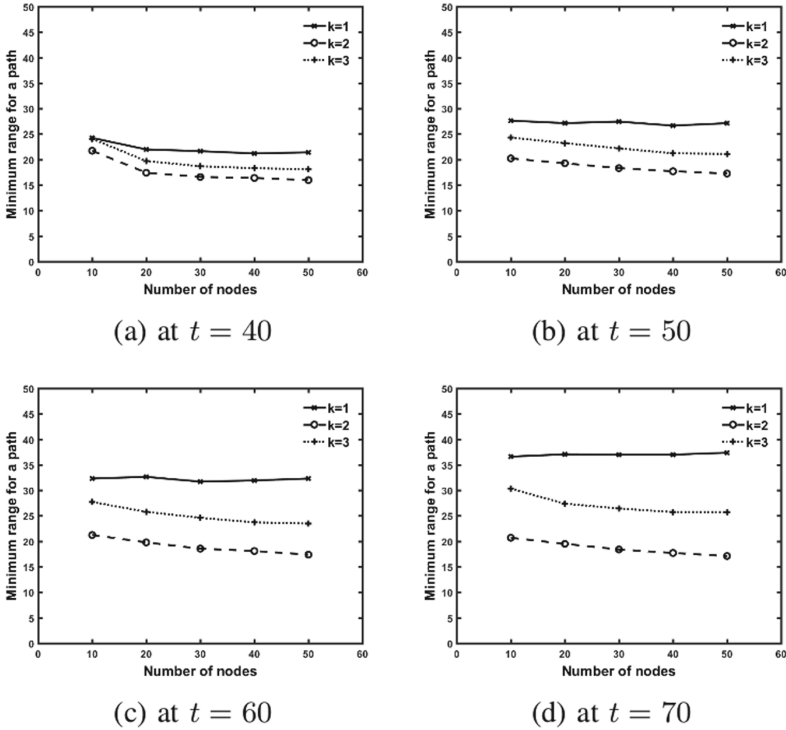 50
45
40
35
30
25
20
15
10
5
0
Minimum range for a path
k=1
k=2
k=3
0 10 20 30 40 50 60
Number of nodes
(a) at t = 40
50
45
40
35
30
25
20
15
10
5
0
Minimum range for a path
k=1
k=2
k=3
0 10 20 30 40 50 60
Number of nodes
(b) at t = 50
50
45
40
35
30
25
20
15
10
5
0
Minimum range for a path
k=1
k=2
k=3
0 10 20 30 40 50 60
Number of nodes
(c) at t = 60
50
45
40
35
30
25
20
15
10
5
0
Minimum range for a path
k=1
k=2
k=3
0 10 20 30 40 50 60
Number of nodes
(d) at t = 70